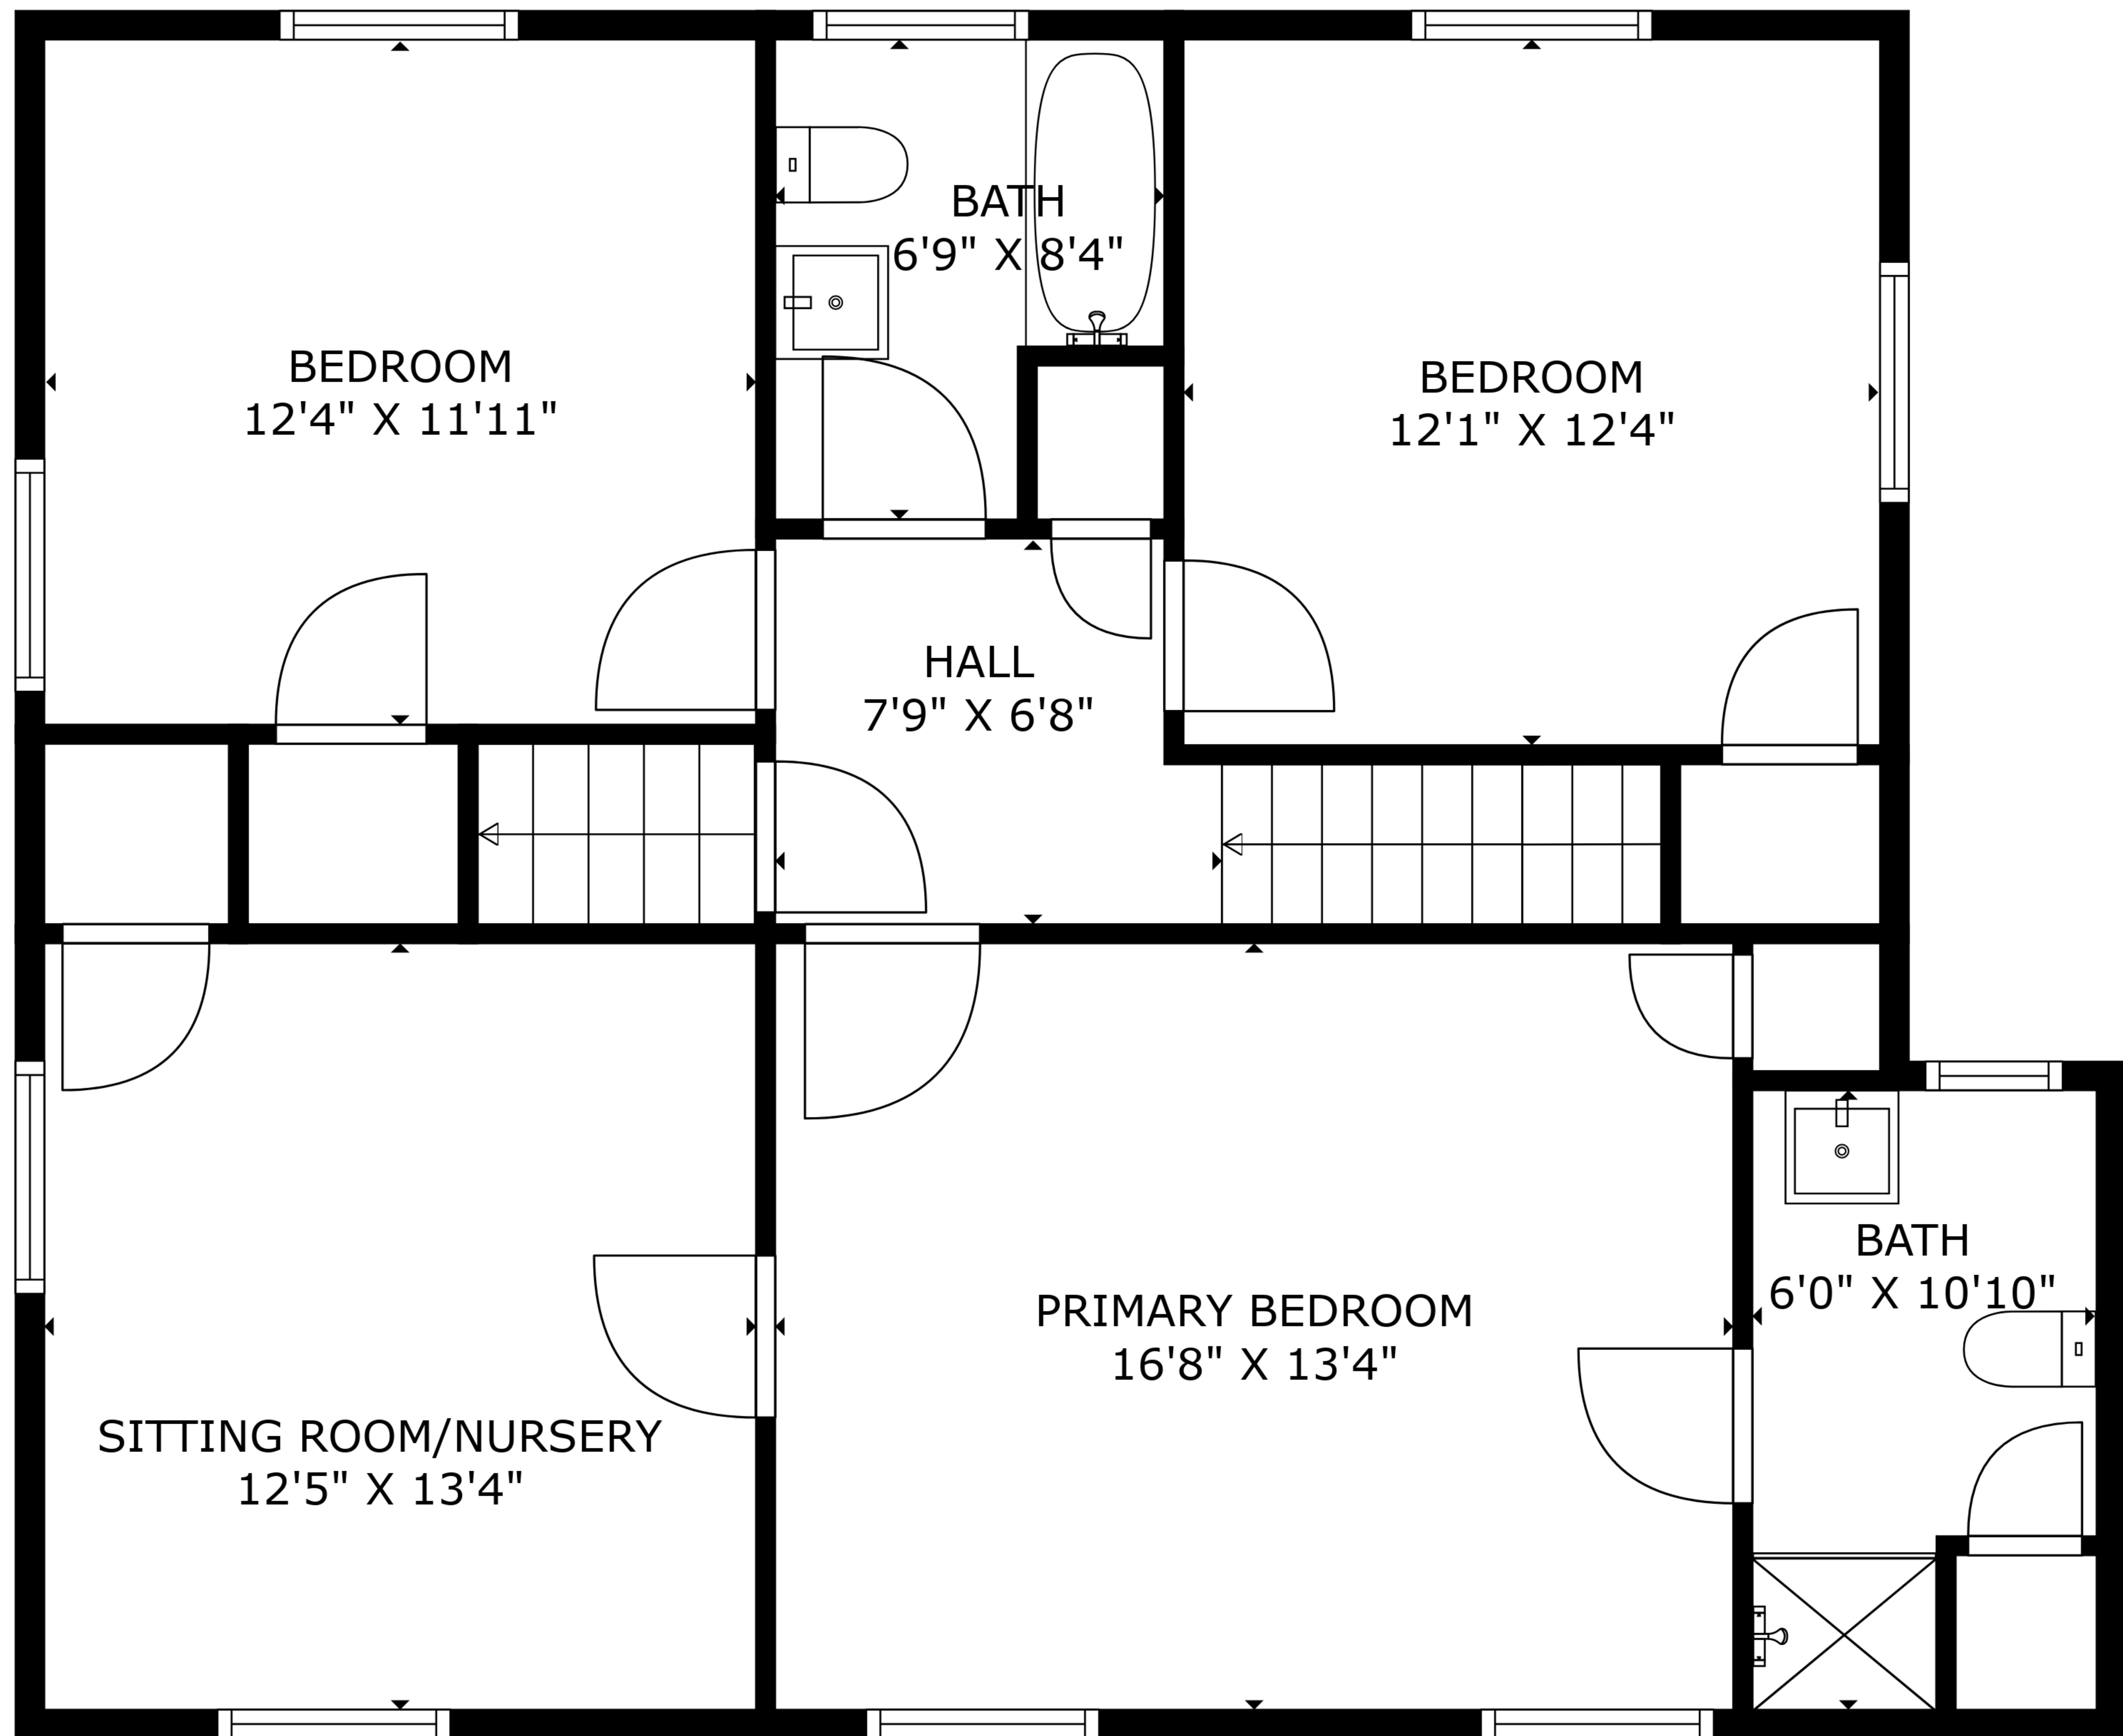 BATH
6'9" X 8'4"
BEDROOM
12'4" X 11'11"
BEDROOM
12'1" X 12'4"
HALL
7'9" X 6'8"
BATH
6'0" X 10'10"
PRIMARY BEDROOM
16'8" X 13'4"
SITTING ROOM/NURSERY
12'5" X 13'4"